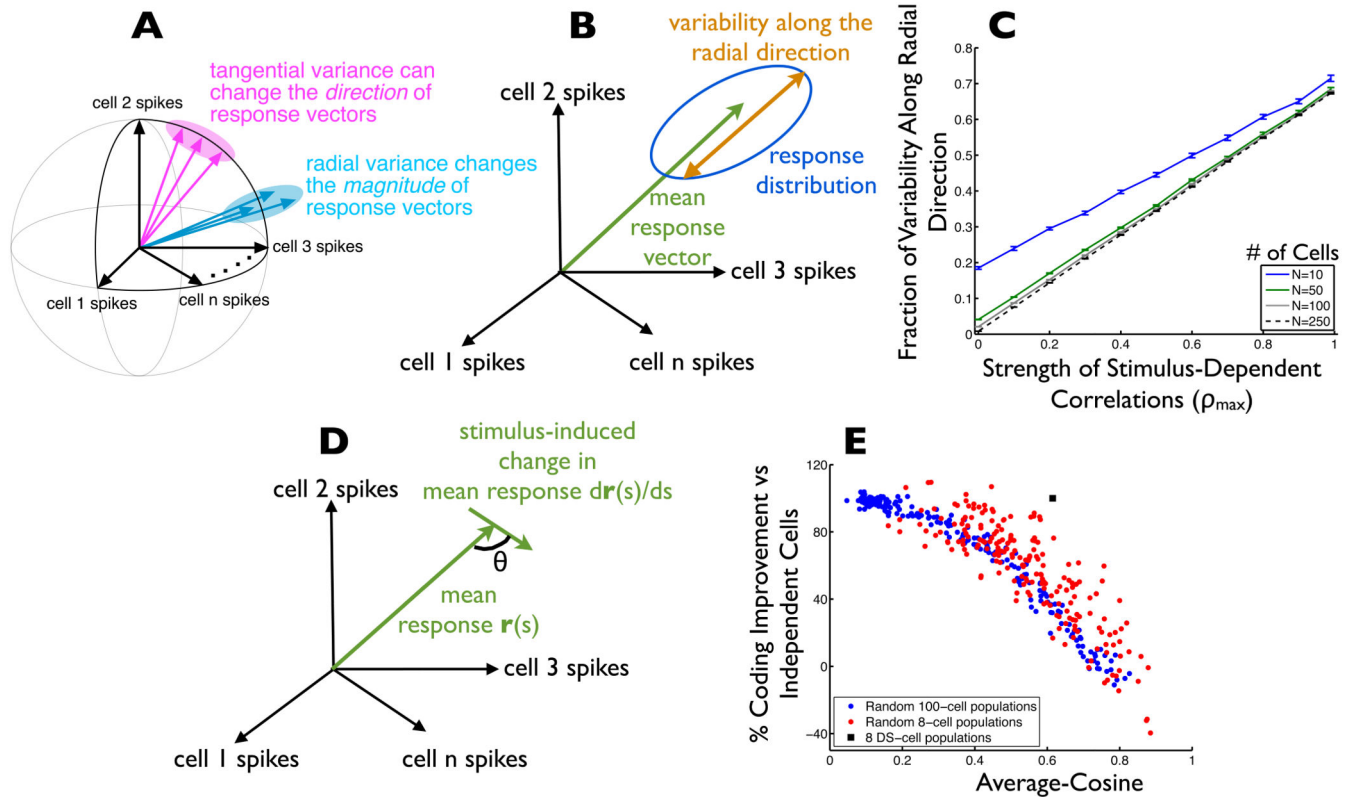 A
tangential variance can
change the direction of
response vectors
cell 2 spikes
radial variance changes
the magnitude of
response vectors
cell 3 spikes
cell 1 spikes
cell n spikes
B
variability along the
radial direction
cell 2 spikes
response
distribution
mean
response
vector
cell 3 spikes
cell 1 spikes
cell n spikes
C
Fraction of Variability Along Radial
Direction
0.8
0.7
0.6
0.5
0.4
0.3
0.2
0.1
0
# of Cells
N=10
N=50
N=100
N=250
0 0.2 0.4 0.6 0.8 1
Strength of Stimulus-Dependent
Correlations (ρmax)
D
stimulus-induced
change in
mean response dr(s)/ds
cell 2 spikes
θ
mean
response r(s)
cell 3 spikes
cell 1 spikes
cell n spikes
E
% Coding Improvement vs
Independent Cells
120
80
40
0
−40
Random 100−cell populations
Random 8−cell populations
8 DS−cell populations
0 0.2 0.4 0.6 0.8 1
Average-Cosine